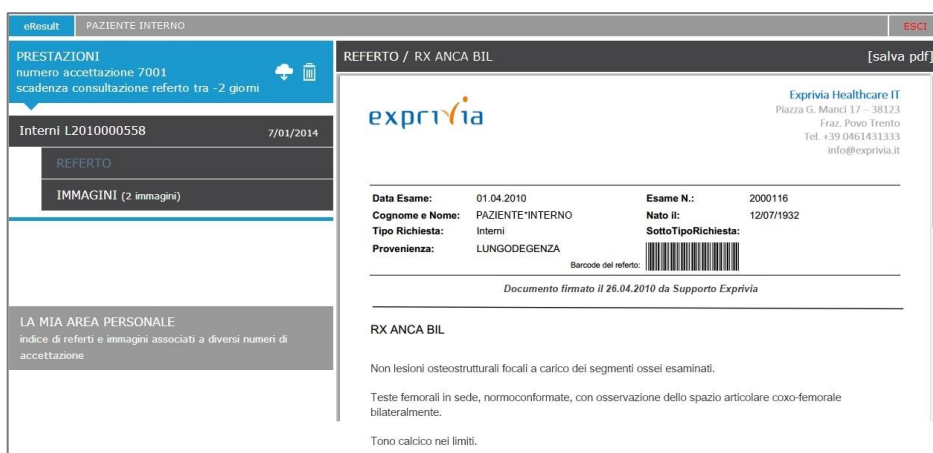 eResult PAZIENTE INTERNO ESCI
PRESTAZIONI
numero accettazione 7001
scadenza consultazione referto tra -2 giorni
Interni L2010000558 7/01/2014
REFERTO
IMMAGINI (2 immagini)
LA MIA AREA PERSONALE
indice di referti e immagini associati a diversi numeri di
accettazione
REFERTO / RX ANCA BIL [salva pdf]
exprivia
Exprivia Healthcare IT
Piazza G. Manci 17 – 38123
Fraz. Povo Trento
Tel. +39 0461431333
info@exprivia.it
Data Esame: 01.04.2010 Esame N.: 2000116
Cognome e Nome: PAZIENTE*INTERNO Nato il: 12/07/1932
Tipo Richiesta: Interni SottoTipoRichiesta:
Provenienza: LUNGODEGENZA
Barcode del referto:
Documento firmato il 26.04.2010 da Supporto Exprivia
RX ANCA BIL
Non lesioni osteostrutturali focali a carico dei segmenti ossei esaminati.
Teste femorali in sede, normoconformate, con osservazione dello spazio articolare coxo-femorale
bilateralmente.
Tono calcico nei limiti.